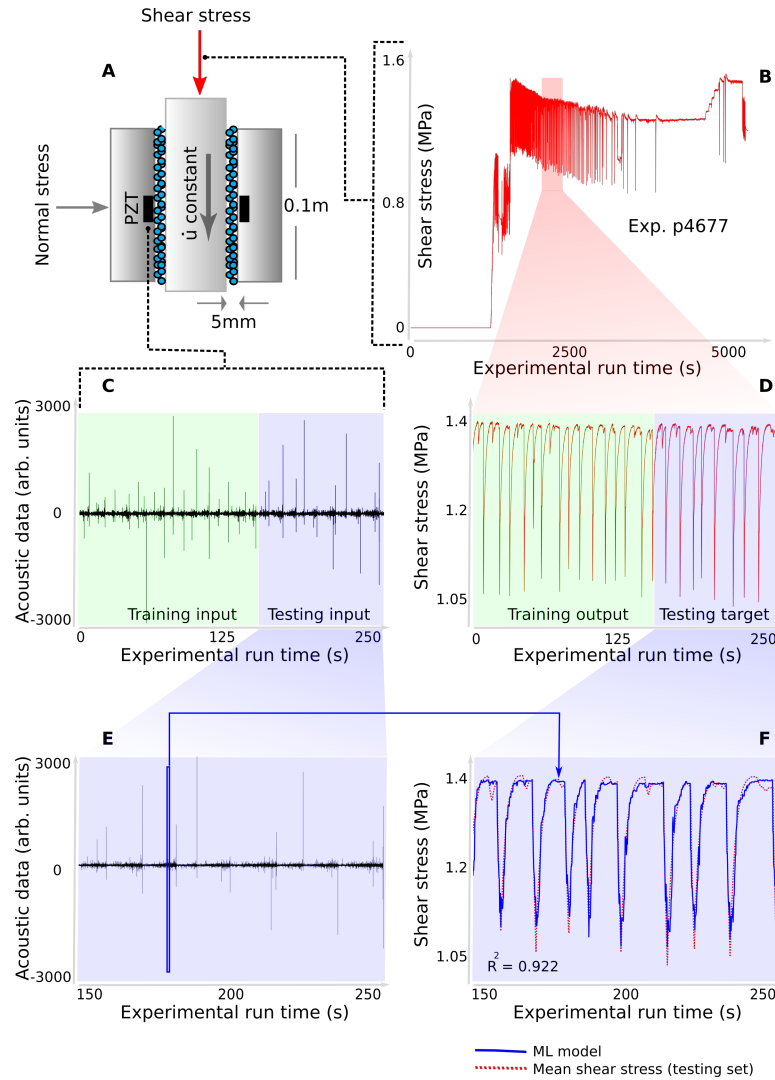 Shear stress
A
Normal stress
PZT
u̇ constant
0.1m
5mm
B
1.6
0.8
0
Shear stress (MPa)
Exp. p4677
0
2500
5000
Experimental run time (s)
C
3000
0
-3000
Acoustic data (arb. units)
Training input
Testing input
0
125
250
Experimental run time (s)
D
1.4
1.2
1.05
Shear stress (MPa)
Training output
Testing target
0
125
250
Experimental run time (s)
E
3000
0
-3000
Acoustic data (arb. units)
150
200
250
Experimental run time (s)
F
1.4
1.2
1.05
Shear stress (MPa)
R² = 0.922
150
200
250
Experimental run time (s)
ML model
Mean shear stress (testing set)